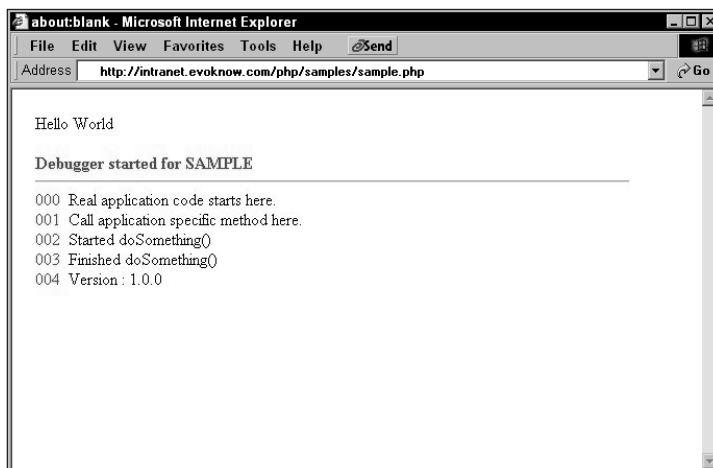 about:blank - Microsoft Internet Explorer
File Edit View Favorites Tools Help Send
Address http://intranet.evoknow.com/php/samples/sample.php Go
Hello World
Debugger started for SAMPLE
000 Real application code starts here.
001 Call application specific method here.
002 Started doSomething()
003 Finished doSomething()
004 Version : 1.0.0